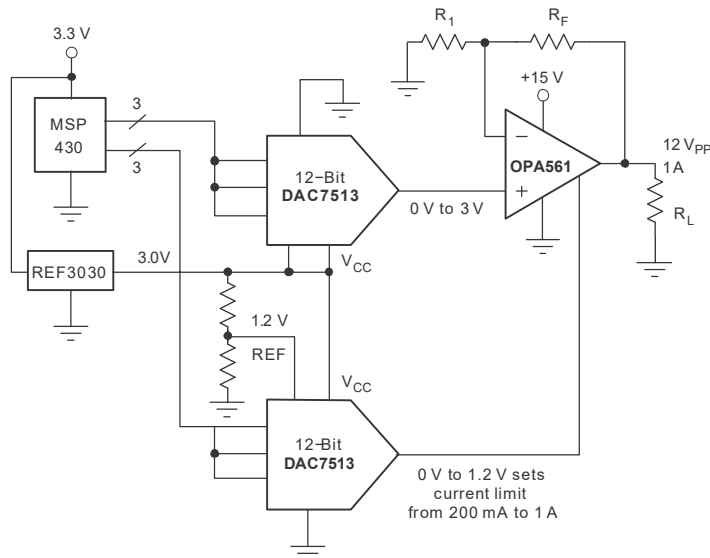 R1
RF
3.3 V
+15 V
MSP
430
3
3
12 VPP
1A
OPA561
12−Bit
DAC7513
0 V to 3 V
RL
REF3030
3.0V
VCC
1.2 V
REF
VCC
12−Bit
DAC7513
0 V to 1.2 V sets
current limit
from 200 mA to 1 A